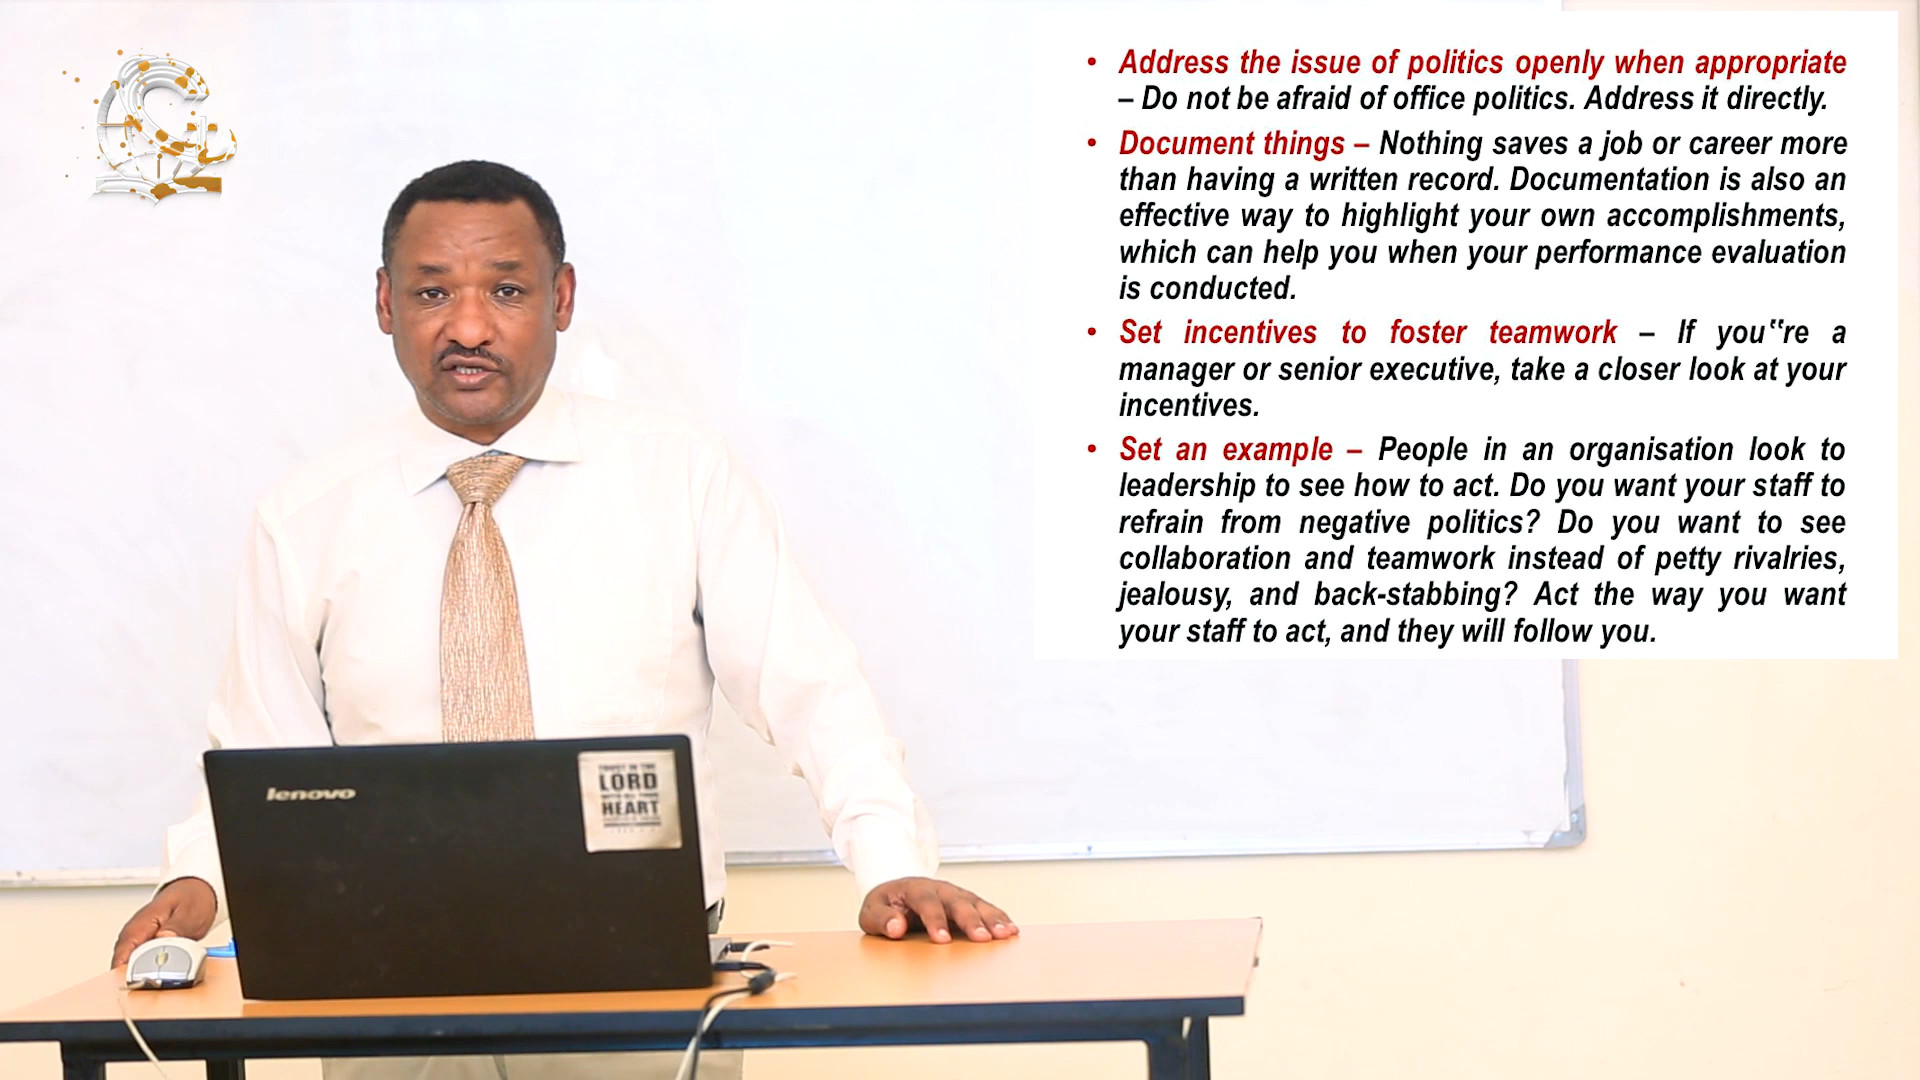 • Address the issue of politics openly when appropriate
– Do not be afraid of office politics. Address it directly.
• Document things – Nothing saves a job or career more
than having a written record. Documentation is also an
effective way to highlight your own accomplishments,
which can help you when your performance evaluation
is conducted.
• Set incentives to foster teamwork – If you‟re a
manager or senior executive, take a closer look at your
incentives.
• Set an example – People in an organisation look to
leadership to see how to act. Do you want your staff to
refrain from negative politics? Do you want to see
collaboration and teamwork instead of petty rivalries,
jealousy, and back-stabbing? Act the way you want
your staff to act, and they will follow you.
lenovo
TRUST IN THE
LORD
WITH ALL YOUR
HEART